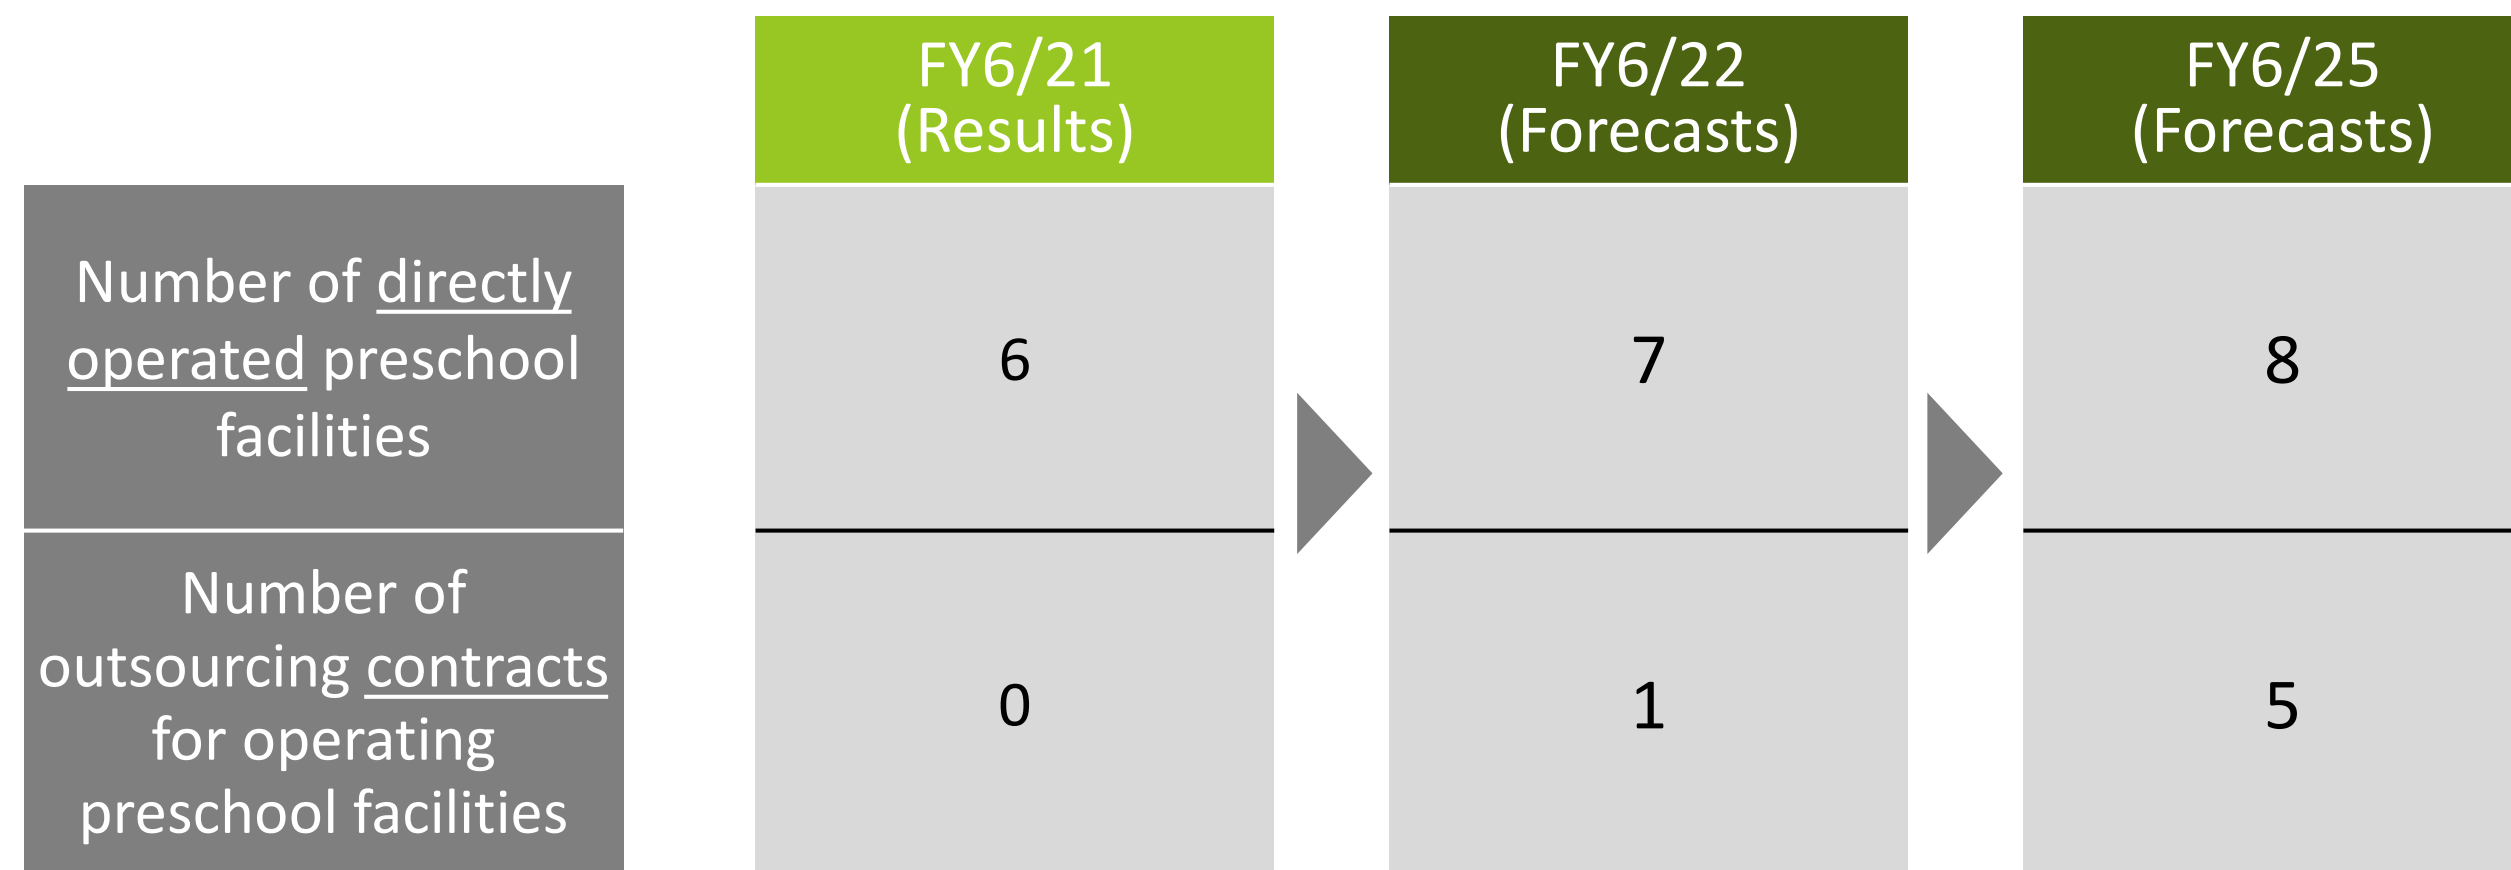 FY6/21
(Results)
FY6/22
(Forecasts)
FY6/25
(Forecasts)
Number of directly
operated preschool
facilities
6
7
8
Number of
outsourcing contracts
for operating
preschool facilities
0
1
5